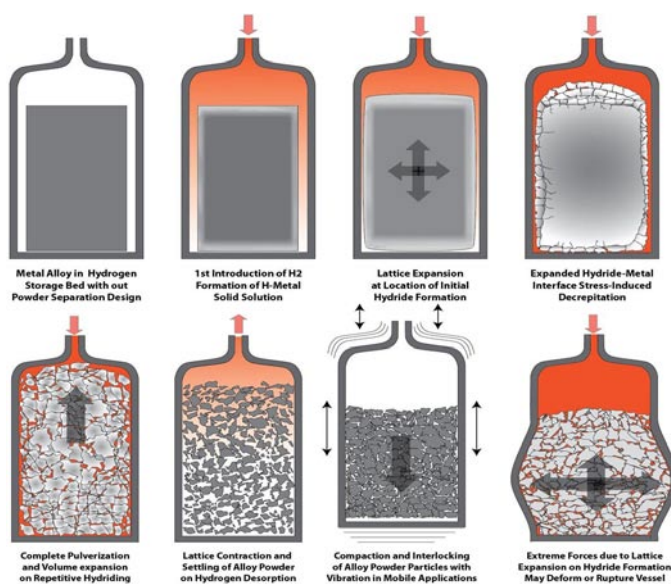 Metal Alloy in Hydrogen
Storage Bed with out
Powder Separation Design
1st Introduction of H2
Formation of H-Metal
Solid Solution
Lattice Expansion
at Location of Initial
Hydride Formation
Expanded Hydride-Metal
Interface Stress-Induced
Decrepitation
Complete Pulverization
and Volume expansion
on Repetitive Hydriding
Lattice Contraction and
Settling of Alloy Powder
on Hydrogen Desorption
Compaction and Interlocking
of Alloy Powder Particles with
Vibration in Mobile Applications
Extreme Forces due to Lattice
Expansion on Hydride Formation
May Deform or Rupture Vessel